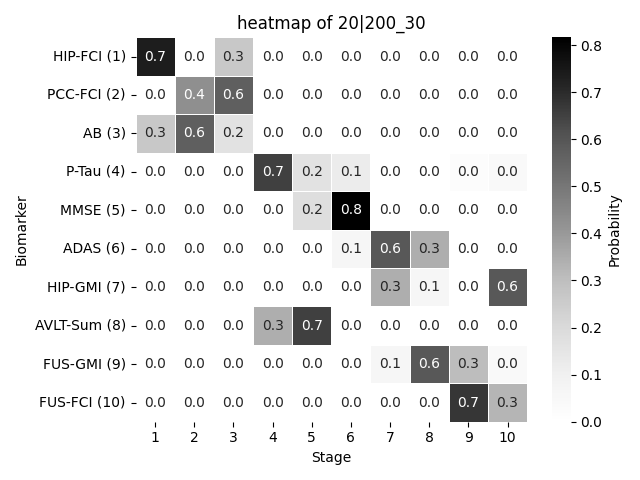 heatmap of 20|200_30
Biomarker
HIP-FCI (1) 0.7 0.0 0.3 0.0 0.0 0.0 0.0 0.0 0.0 0.0
PCC-FCI (2) 0.0 0.4 0.6 0.0 0.0 0.0 0.0 0.0 0.0 0.0
AB (3) 0.3 0.6 0.2 0.0 0.0 0.0 0.0 0.0 0.0 0.0
P-Tau (4) 0.0 0.0 0.0 0.7 0.2 0.1 0.0 0.0 0.0 0.0
MMSE (5) 0.0 0.0 0.0 0.0 0.2 0.8 0.0 0.0 0.0 0.0
ADAS (6) 0.0 0.0 0.0 0.0 0.0 0.1 0.6 0.3 0.0 0.0
HIP-GMI (7) 0.0 0.0 0.0 0.0 0.0 0.0 0.3 0.1 0.0 0.6
AVLT-Sum (8) 0.0 0.0 0.0 0.3 0.7 0.0 0.0 0.0 0.0 0.0
FUS-GMI (9) 0.0 0.0 0.0 0.0 0.0 0.0 0.1 0.6 0.3 0.0
FUS-FCI (10) 0.0 0.0 0.0 0.0 0.0 0.0 0.0 0.0 0.7 0.3
1 2 3 4 5 6 7 8 9 10
Stage
0.8
0.7
0.6
0.5
0.4
0.3
0.2
0.1
0.0
Probability